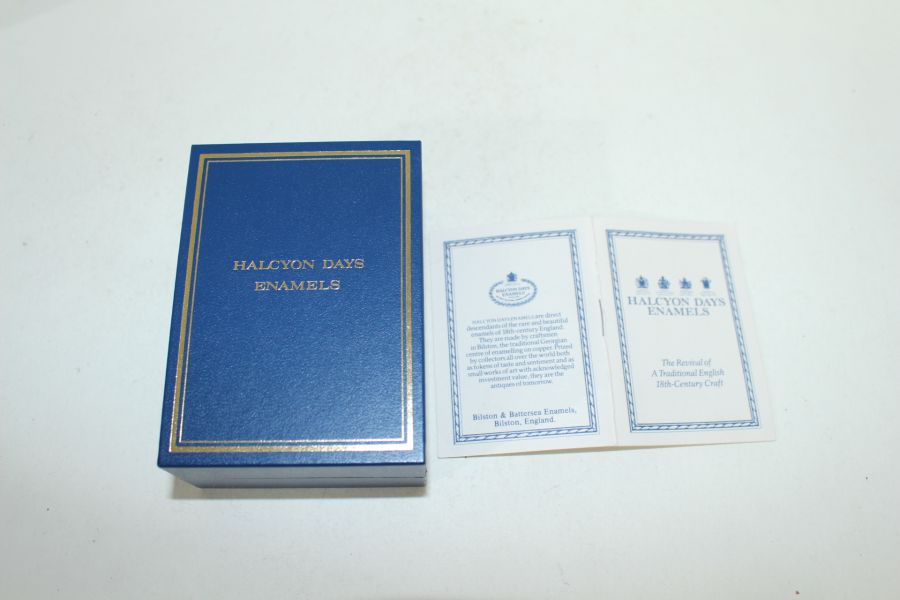 HALCYON DAYS
ENAMELS
HALCYON DAYS
ENAMELS
HALCYON DAYS ENAMELS are direct
descendants of the rare and beautiful
enamels of 18th-century England.
They are made by craftsmen
in Bilston, the traditional Georgian
centre of enamelling on copper. Prized
by collectors all over the world both
as tokens of taste and sentiment and as
small works of art with acknowledged
investment value, they are the
antiques of tomorrow.
Bilston & Battersea Enamels,
Bilston, England.
HALCYON DAYS
ENAMELS
The Revival of
A Traditional English
18th-Century Craft